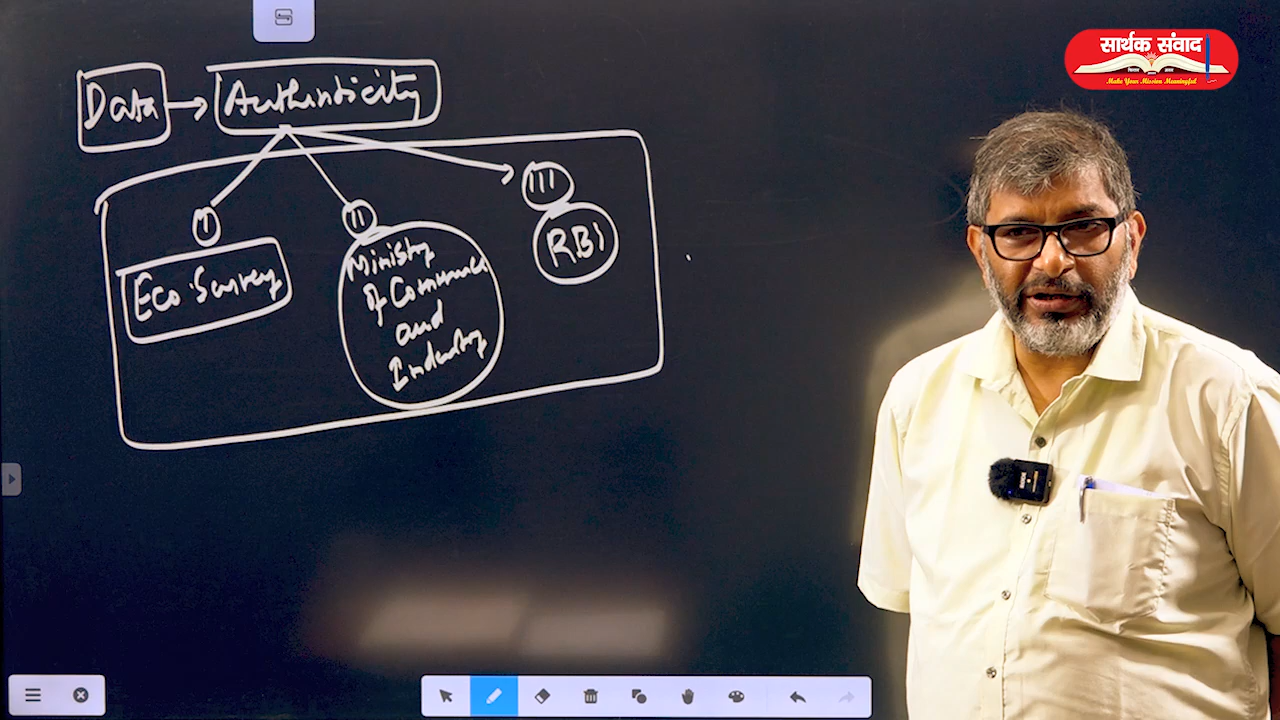 सार्थक संवाद
Make Your Mission Meaningful
Data → Authenticity
I
II
III
Eco. Survey
Ministry
of Commerce
and
Industry
RBI